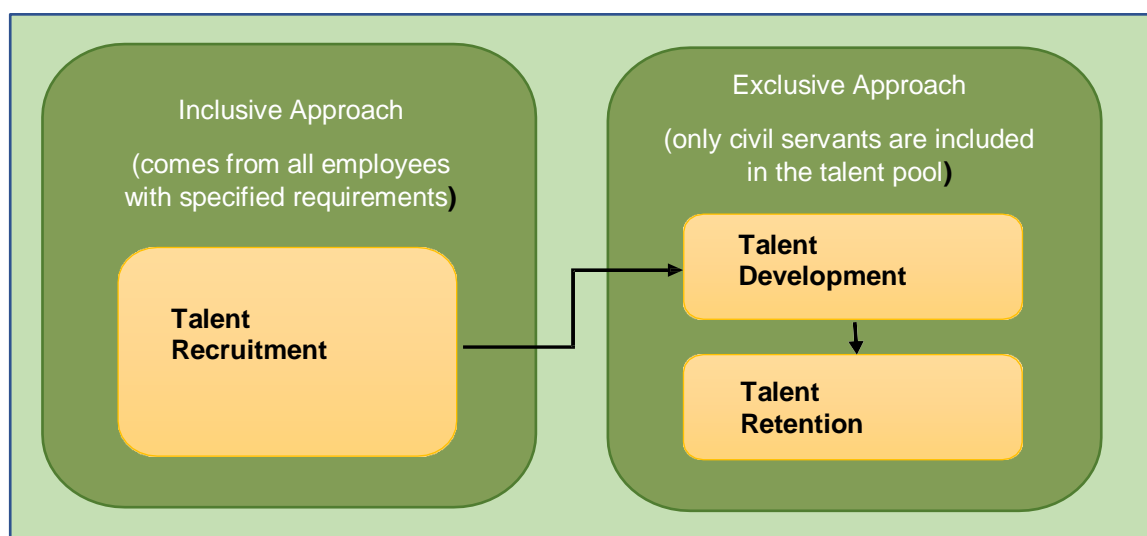 Inclusive Approach
(comes from all employees
with specified requirements)
Talent
Recruitment
Exclusive Approach
(only civil servants are included
in the talent pool)
Talent
Development
Talent
Retention